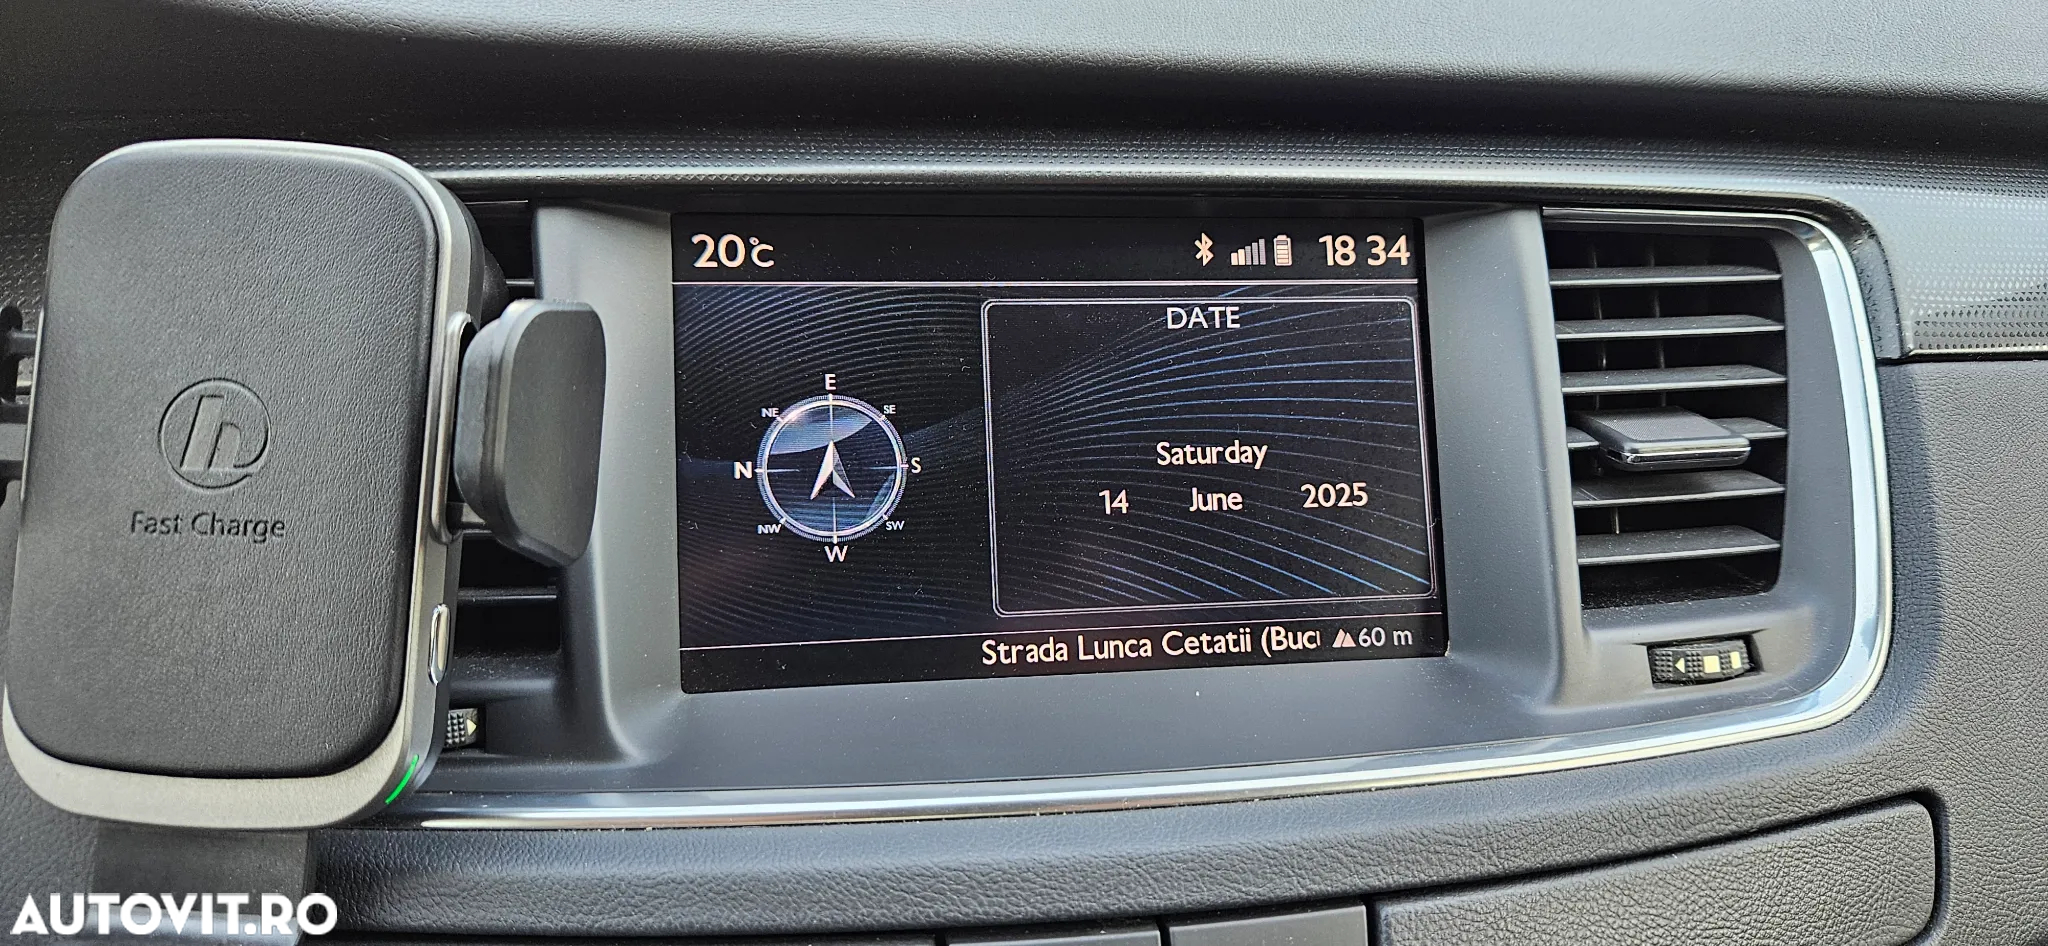 20°C
18 34
DATE
E
NE
SE
N
S
NW
SW
W
Saturday
14 June 2025
Strada Lunca Cetatii (Buc
60 m
h
Fast Charge
AUTOVIT.RO